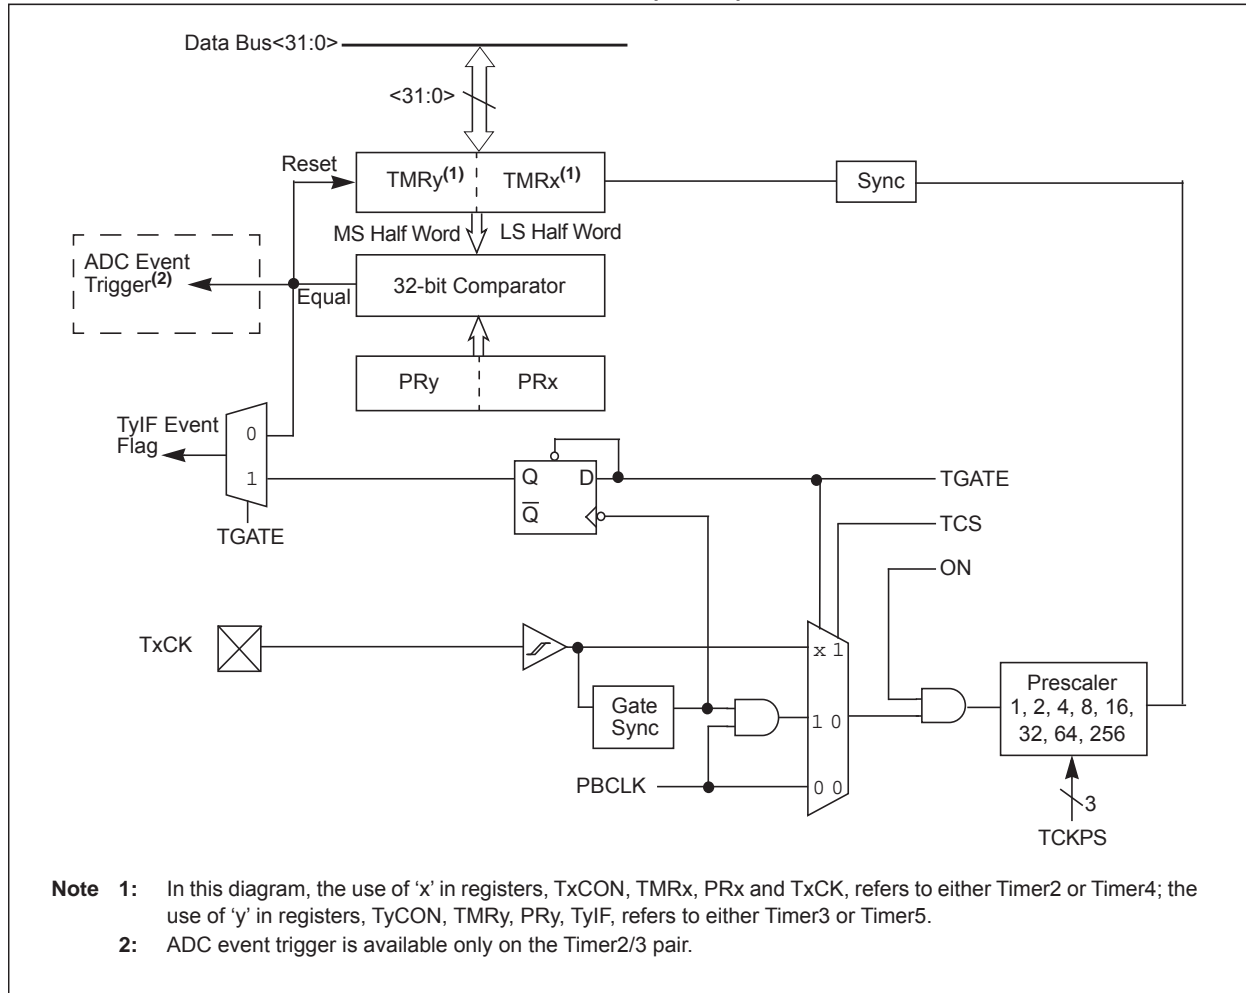 Data Bus<31:0>
<31:0>
Reset
TMRy(1)
TMRx(1)
Sync
MS Half Word
LS Half Word
ADC Event
Trigger(2)
Equal
32-bit Comparator
PRy
PRx
TyIF Event
Flag
0
1
TGATE
Q
D
Q
TGATE
TCS
ON
TxCK
x 1
Gate
Sync
1 0
Prescaler
1, 2, 4, 8, 16,
32, 64, 256
PBCLK
0 0
3
TCKPS
Note 1: In this diagram, the use of ‘x’ in registers, TxCON, TMRx, PRx and TxCK, refers to either Timer2 or Timer4; the
use of ‘y’ in registers, TyCON, TMRy, PRy, TyIF, refers to either Timer3 or Timer5.
2: ADC event trigger is available only on the Timer2/3 pair.